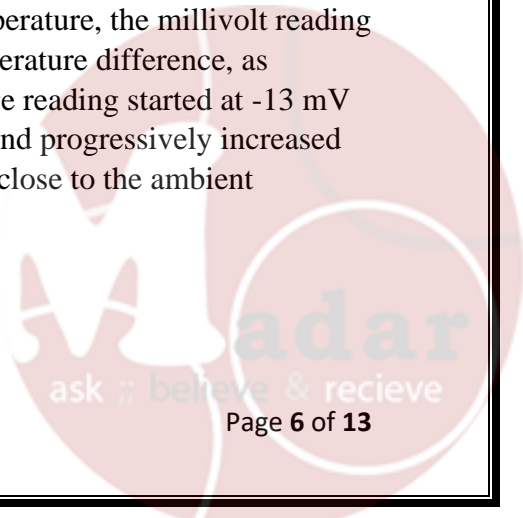 perature, the millivolt reading
erature difference, as
e reading started at -13 mV
nd progressively increased
close to the ambient
Madar
ask ;; believe & recieve
Page 6 of 13